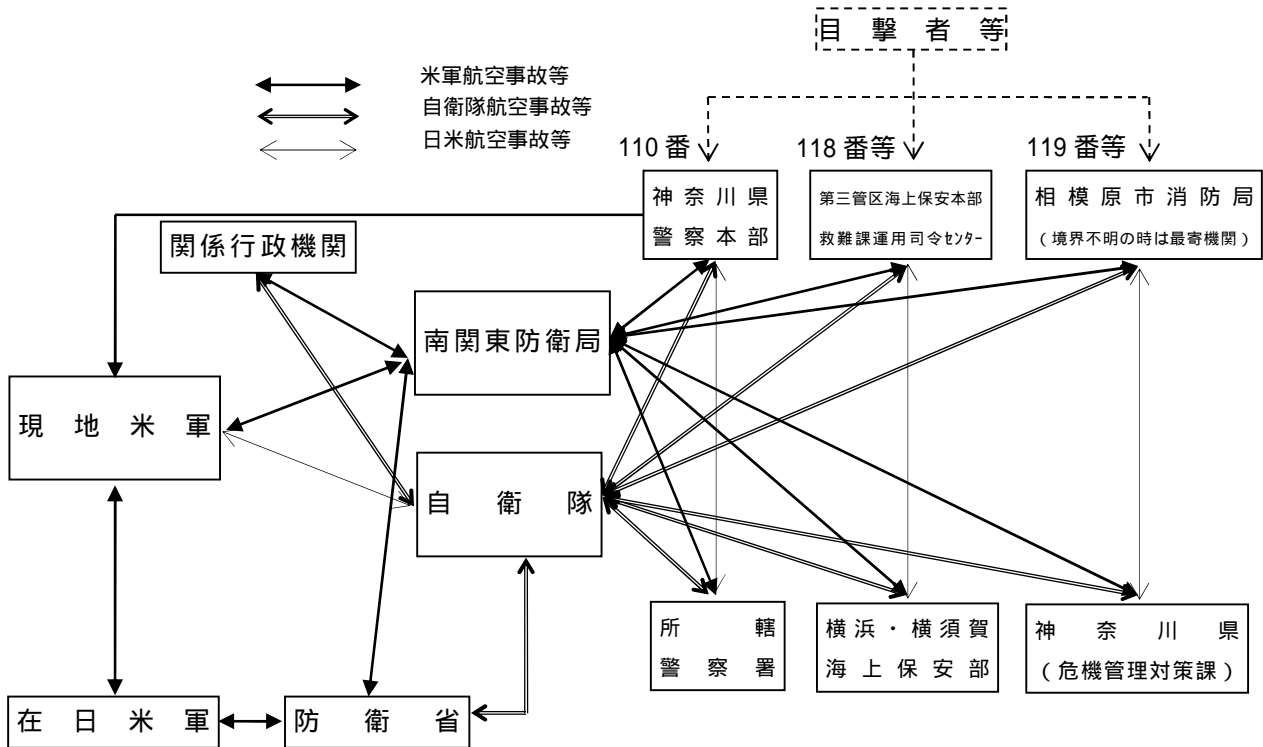 目撃者等
米軍航空事故等
自衛隊航空事故等
日米航空事故等
110番
118番等
119番等
神奈川県
警察本部
第三管区海上保安本部
救難課運用司令ｾﾝﾀｰ
相模原市消防局
(境界不明の時は最寄機関)
関係行政機関
南関東防衛局
現地米軍
自衛隊
所轄
警察署
横浜・横須賀
海上保安部
神奈川県
(危機管理対策課)
在日米軍
防衛省